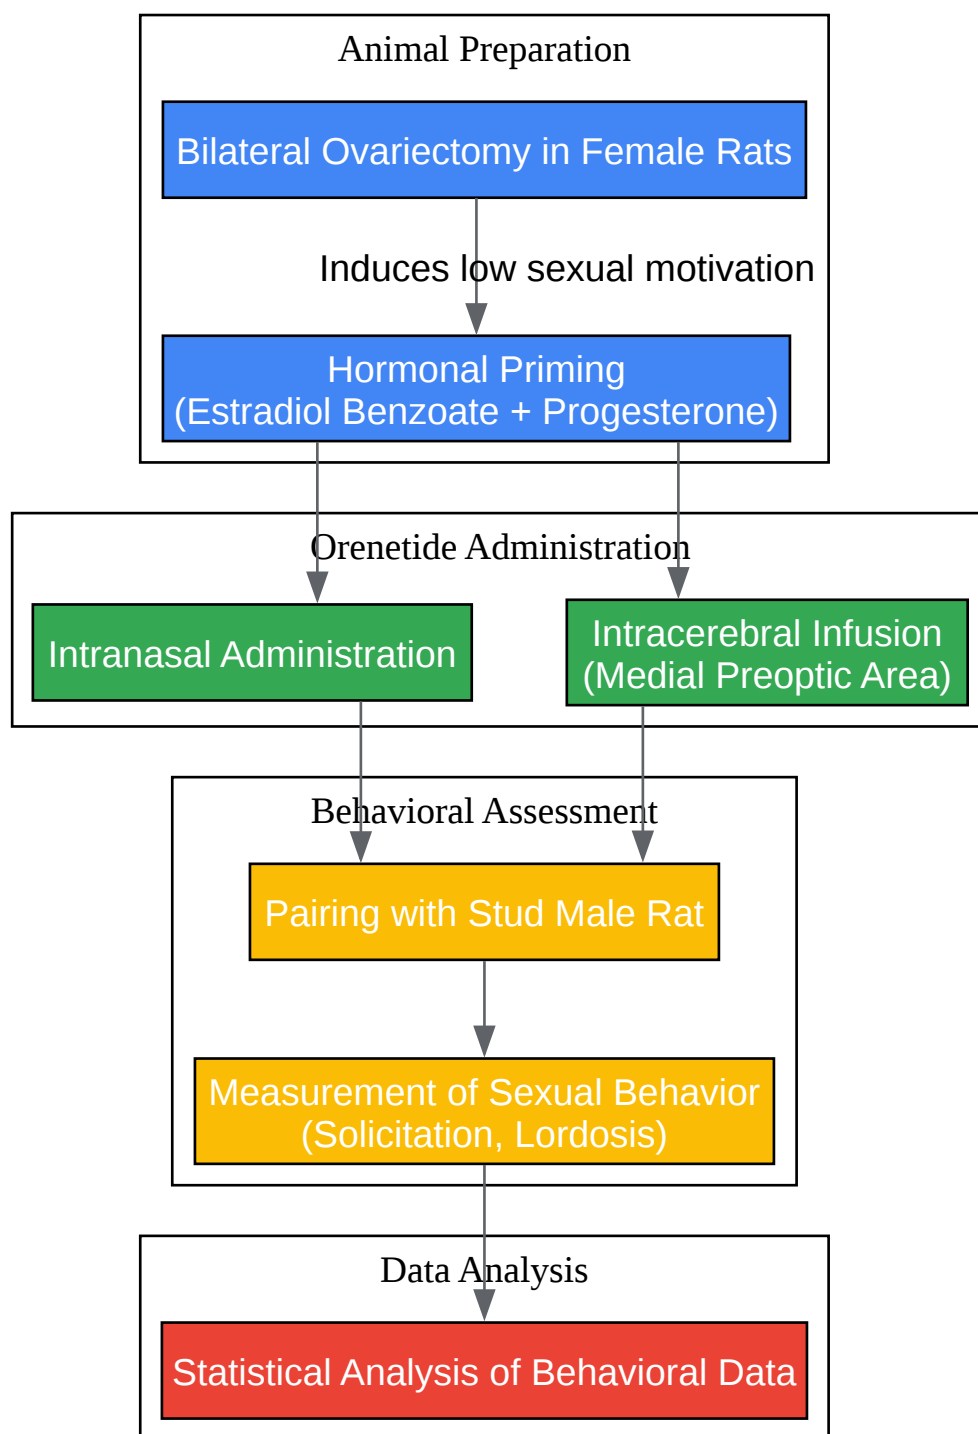 Animal Preparation
Bilateral Ovariectomy in Female Rats
Induces low sexual motivation
Hormonal Priming
(Estradiol Benzoate + Progesterone)
Orenetide Administration
Intranasal Administration
Intracerebral Infusion
(Medial Preoptic Area)
Behavioral Assessment
Pairing with Stud Male Rat
Measurement of Sexual Behavior
(Solicitation, Lordosis)
Data Analysis
Statistical Analysis of Behavioral Data